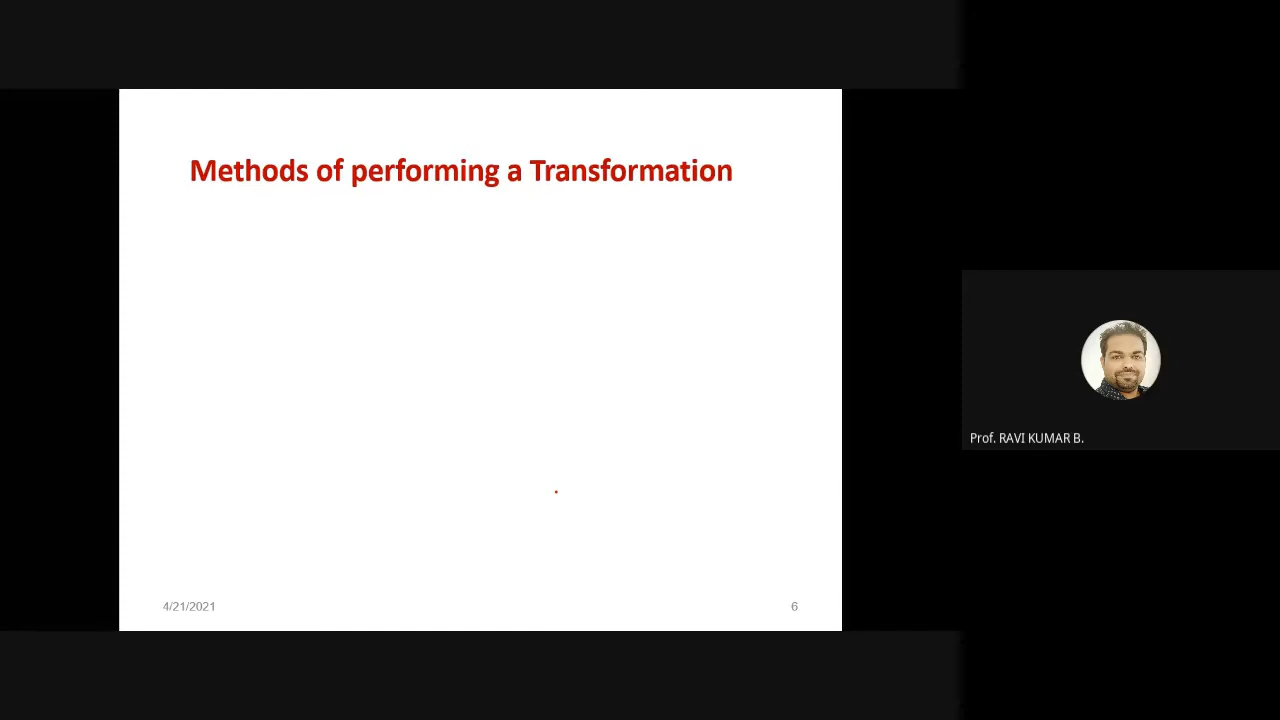 Methods of performing a Transformation
Prof. RAVI KUMAR B.
4/21/2021
6